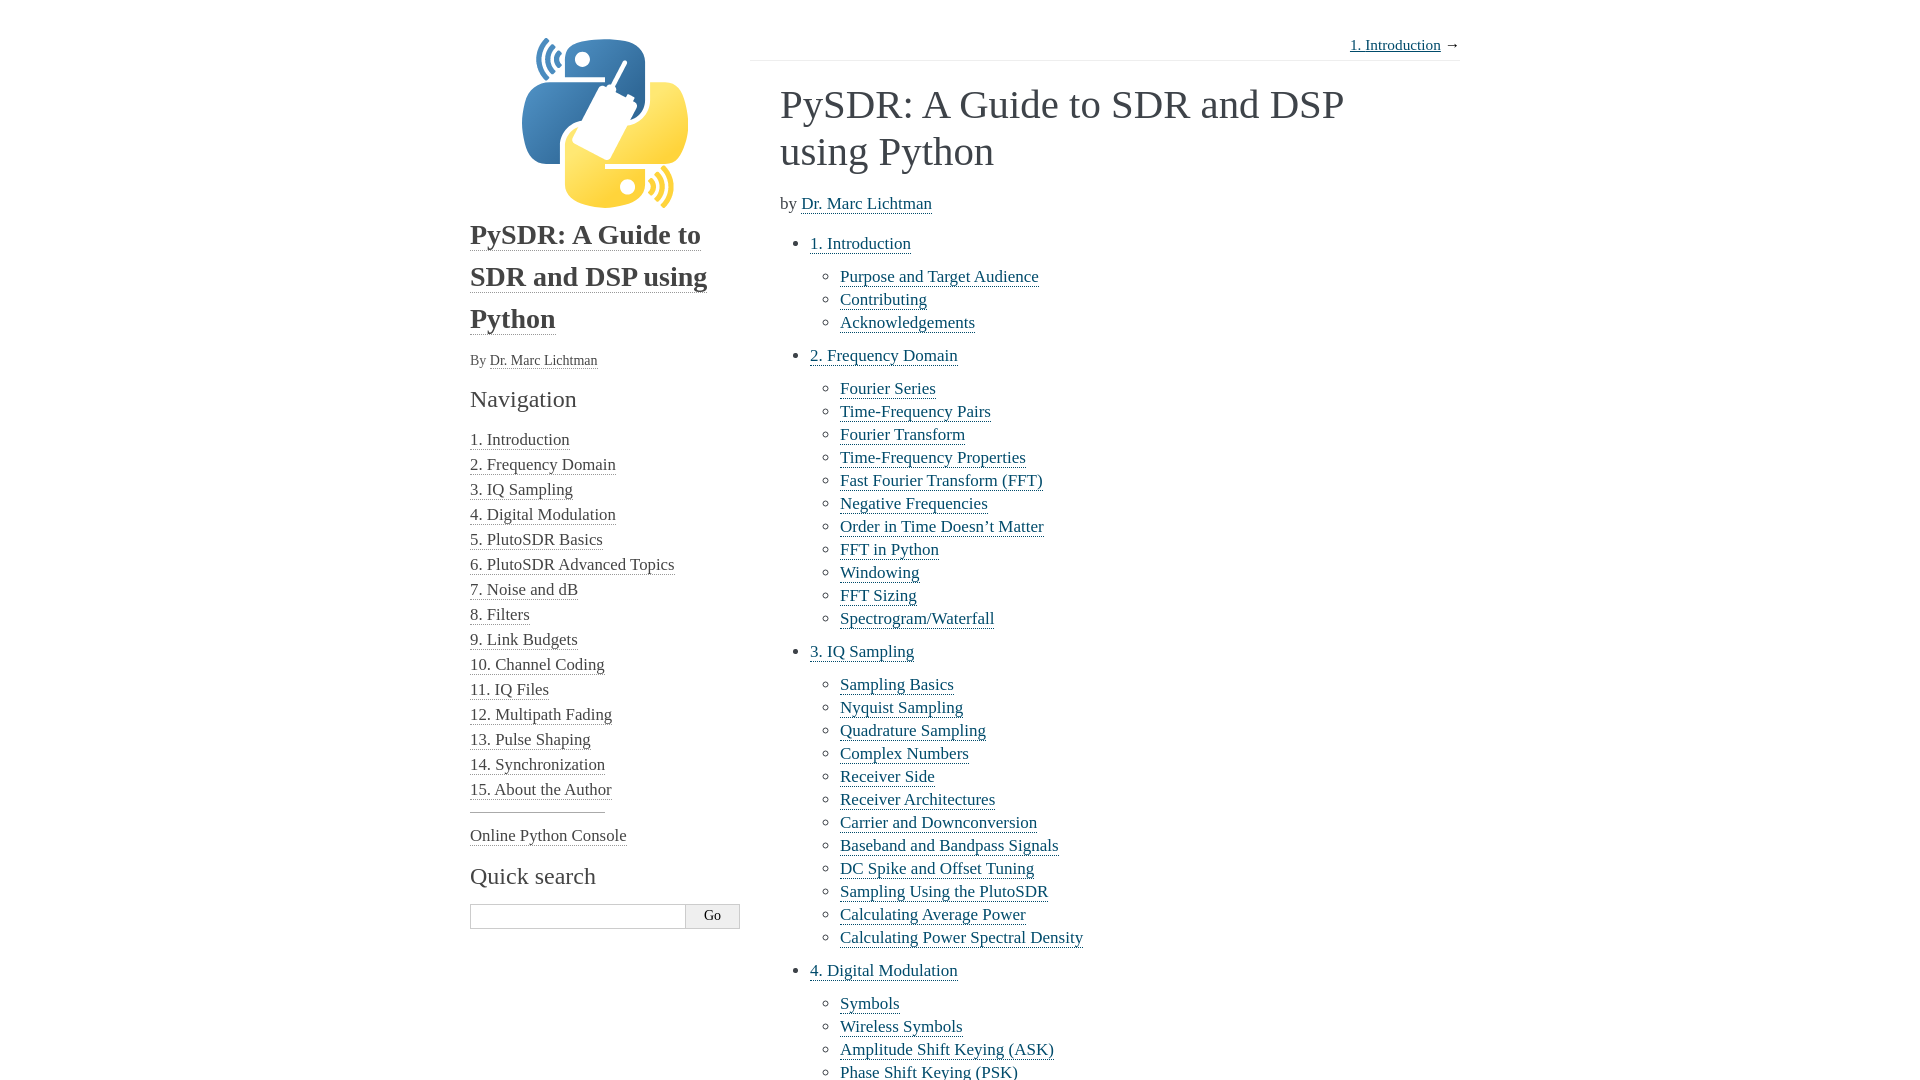 1. Introduction →
PySDR: A Guide to
SDR and DSP using
Python
By Dr. Marc Lichtman
Navigation
1. Introduction
2. Frequency Domain
3. IQ Sampling
4. Digital Modulation
5. PlutoSDR Basics
6. PlutoSDR Advanced Topics
7. Noise and dB
8. Filters
9. Link Budgets
10. Channel Coding
11. IQ Files
12. Multipath Fading
13. Pulse Shaping
14. Synchronization
15. About the Author
Online Python Console
Quick search
Go
PySDR: A Guide to SDR and DSP
using Python
by Dr. Marc Lichtman
1. Introduction
Purpose and Target Audience
Contributing
Acknowledgements
2. Frequency Domain
Fourier Series
Time-Frequency Pairs
Fourier Transform
Time-Frequency Properties
Fast Fourier Transform (FFT)
Negative Frequencies
Order in Time Doesn’t Matter
FFT in Python
Windowing
FFT Sizing
Spectrogram/Waterfall
3. IQ Sampling
Sampling Basics
Nyquist Sampling
Quadrature Sampling
Complex Numbers
Receiver Side
Receiver Architectures
Carrier and Downconversion
Baseband and Bandpass Signals
DC Spike and Offset Tuning
Sampling Using the PlutoSDR
Calculating Average Power
Calculating Power Spectral Density
4. Digital Modulation
Symbols
Wireless Symbols
Amplitude Shift Keying (ASK)
Phase Shift Keying (PSK)